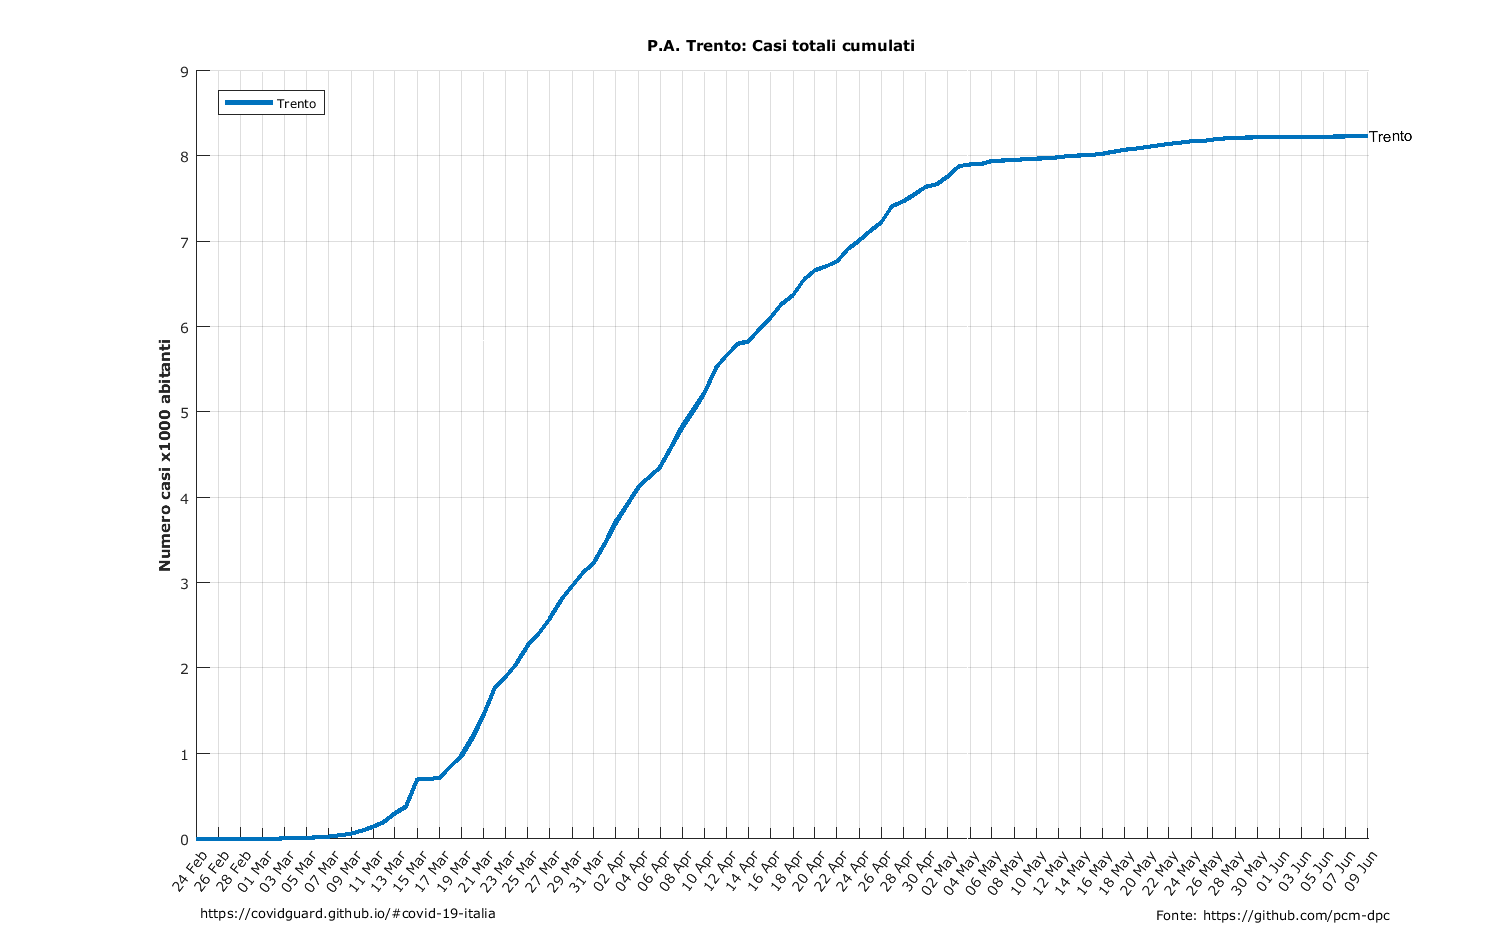 P.A. Trento: Casi totali cumulati
Trento
Trento
Numero casi x1000 abitanti
9
8
7
6
5
4
3
2
1
0
24 Feb
26 Feb
28 Feb
01 Mar
03 Mar
05 Mar
07 Mar
09 Mar
11 Mar
13 Mar
15 Mar
17 Mar
19 Mar
21 Mar
23 Mar
25 Mar
27 Mar
29 Mar
31 Mar
02 Apr
04 Apr
06 Apr
08 Apr
10 Apr
12 Apr
14 Apr
16 Apr
18 Apr
20 Apr
22 Apr
24 Apr
26 Apr
28 Apr
30 Apr
02 May
04 May
06 May
08 May
10 May
12 May
14 May
16 May
18 May
20 May
22 May
24 May
26 May
28 May
30 May
01 Jun
03 Jun
05 Jun
07 Jun
09 Jun
https://covidguard.github.io/#covid-19-italia
Fonte: https://github.com/pcm-dpc